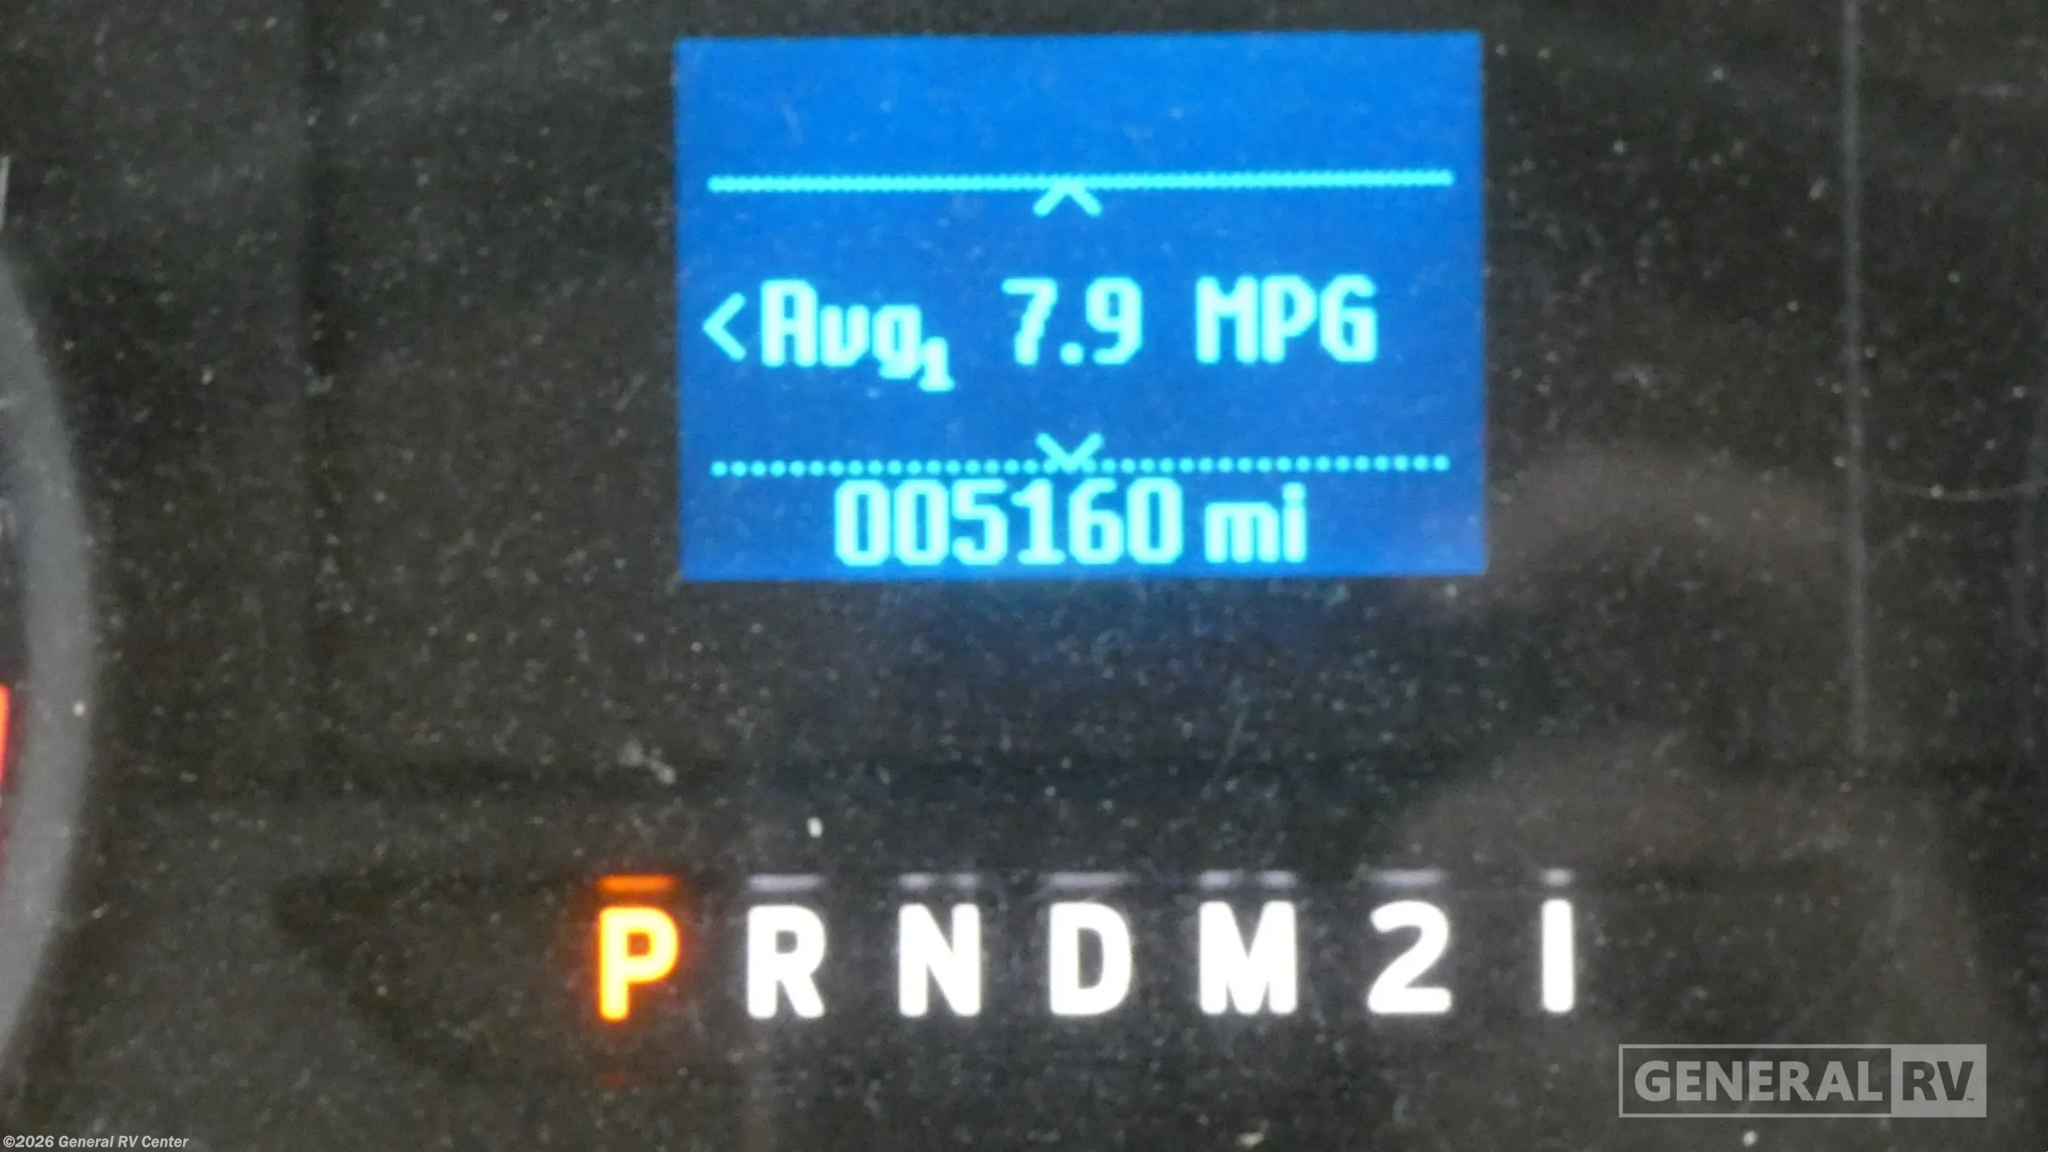 <Avg1 7.9 MPG
005160 mi
P R N D M 2 1
GENERAL RV
©2026 General RV Center